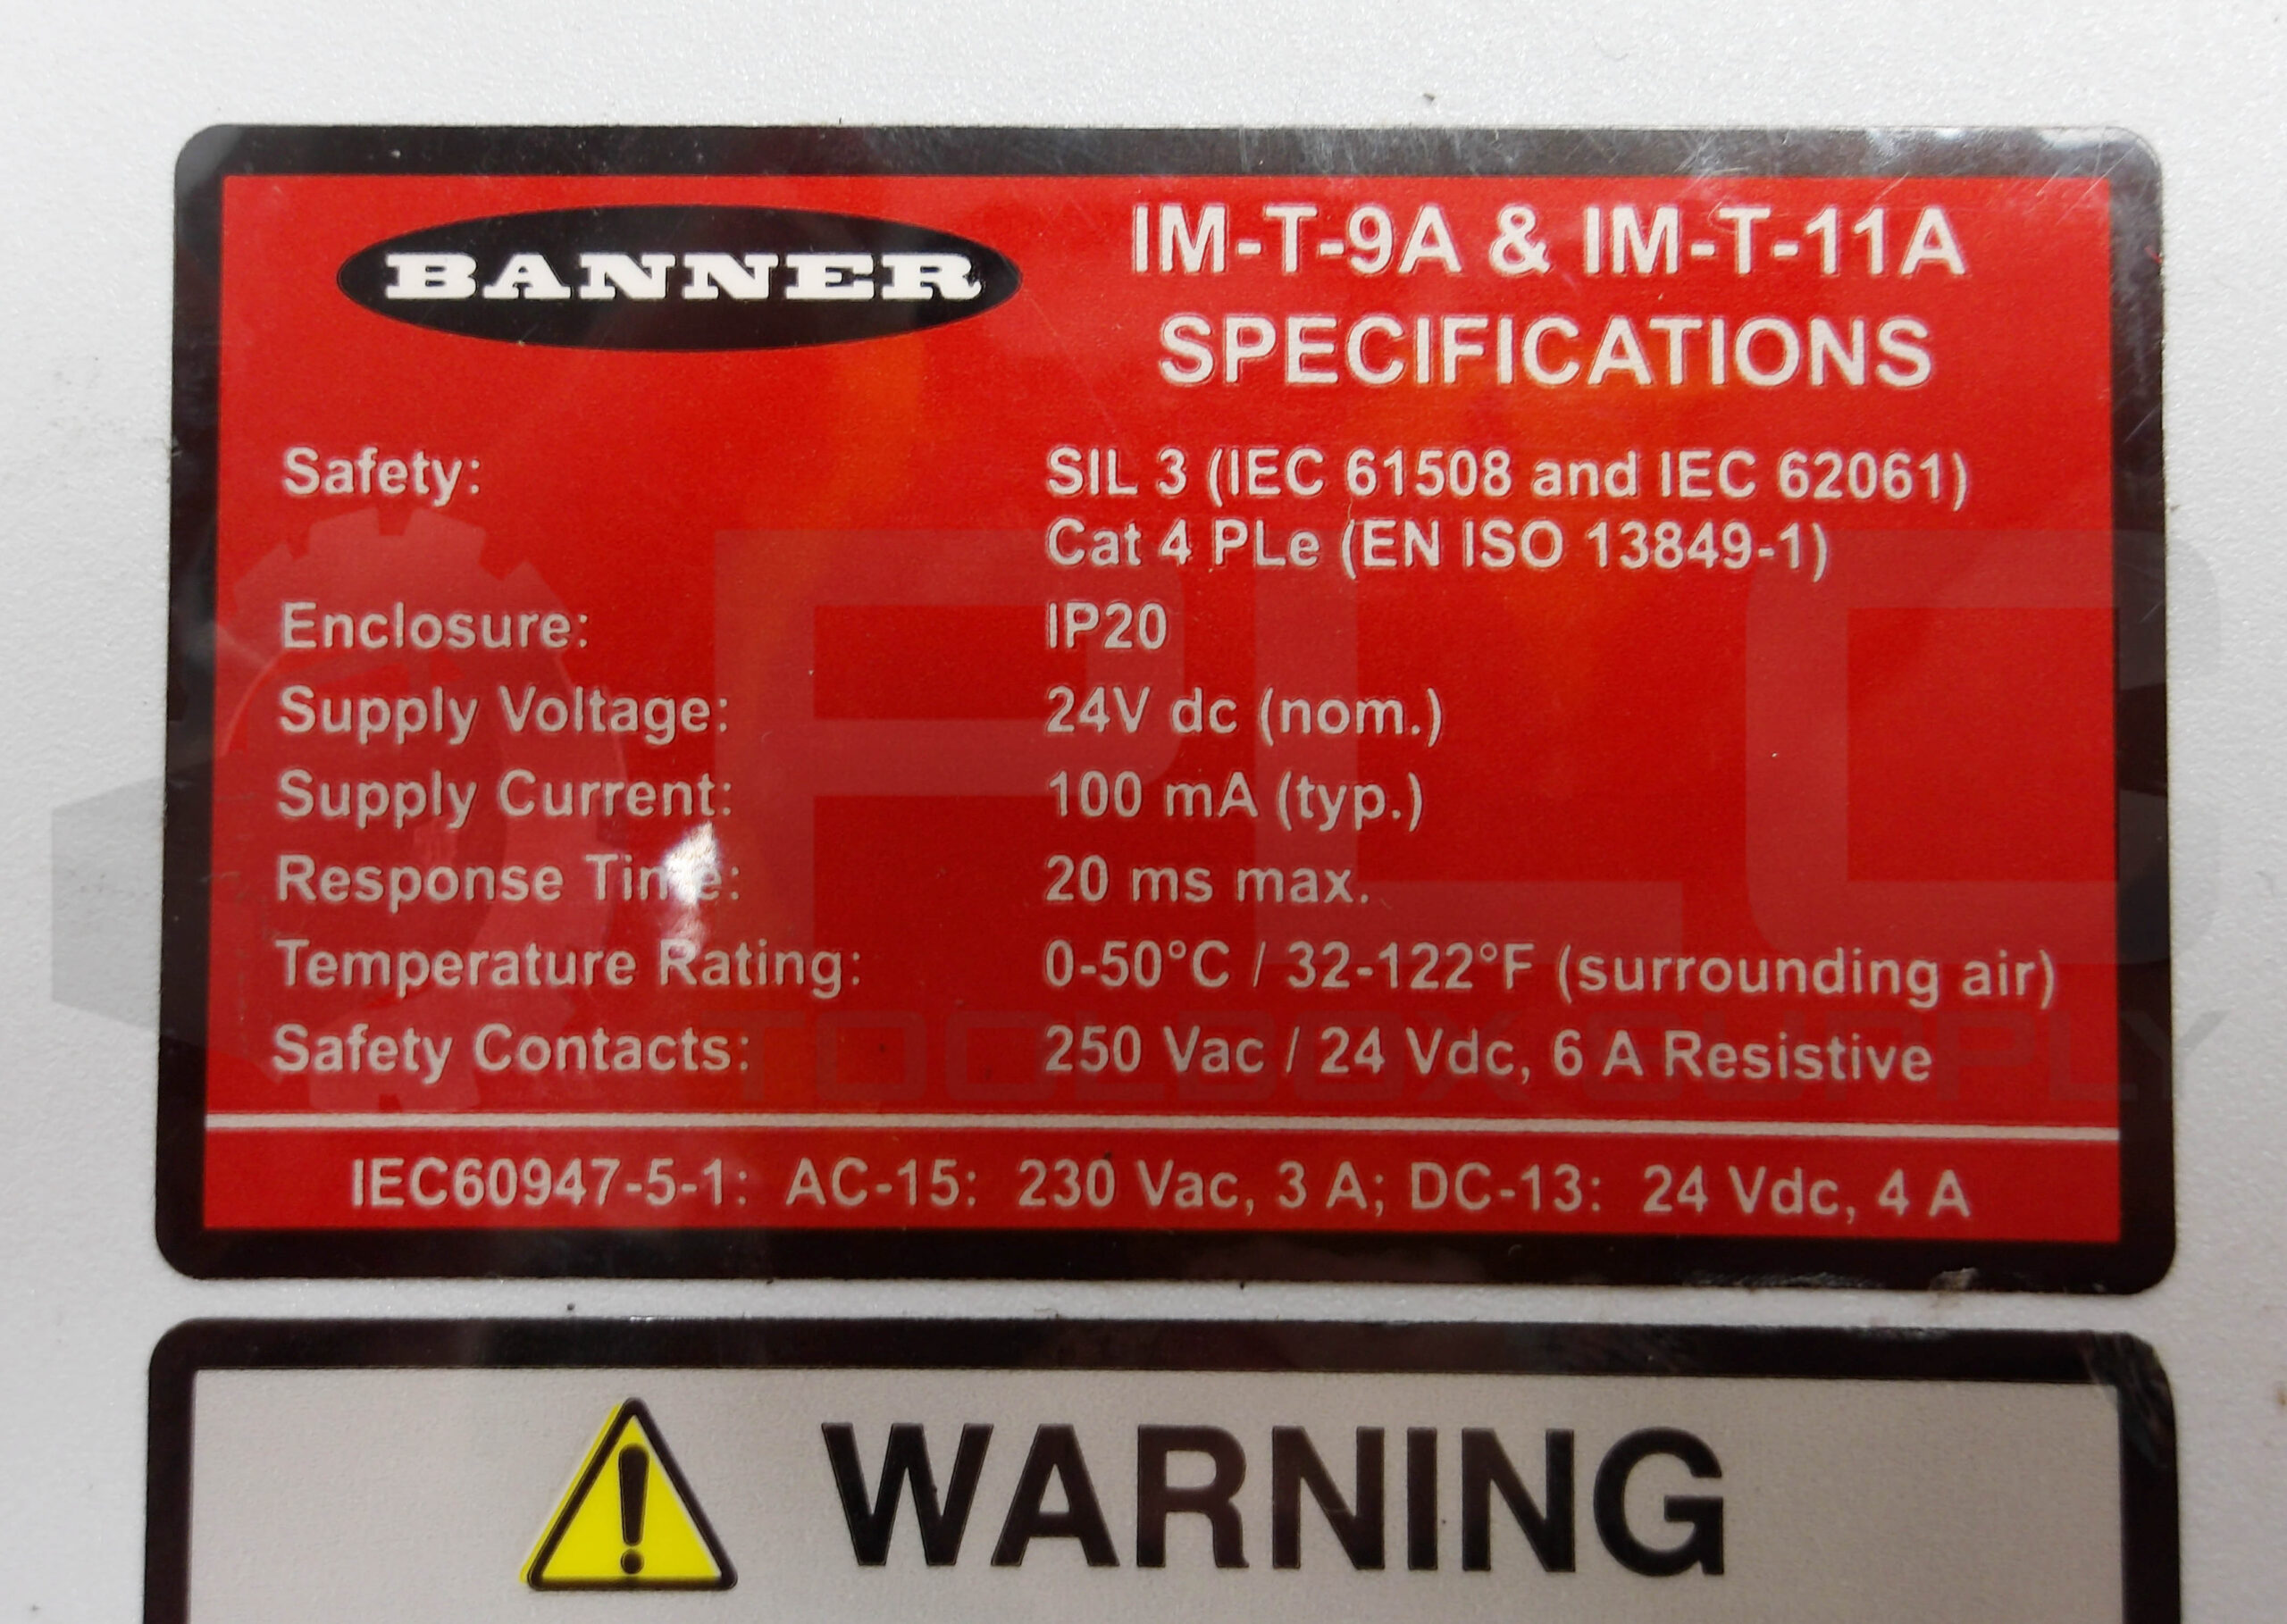 BANNER
IM-T-9A & IM-T-11A
SPECIFICATIONS
Safety: SIL 3 (IEC 61508 and IEC 62061)
Cat 4 PLe (EN ISO 13849-1)
Enclosure: IP20
Supply Voltage: 24V dc (nom.)
Supply Current: 100 mA (typ.)
Response Time: 20 ms max.
Temperature Rating: 0-50°C / 32-122°F (surrounding air)
Safety Contacts: 250 Vac / 24 Vdc, 6 A Resistive
IEC60947-5-1: AC-15: 230 Vac, 3 A; DC-13: 24 Vdc, 4 A
WARNING
PLC
TOOLBOX SUPPLY